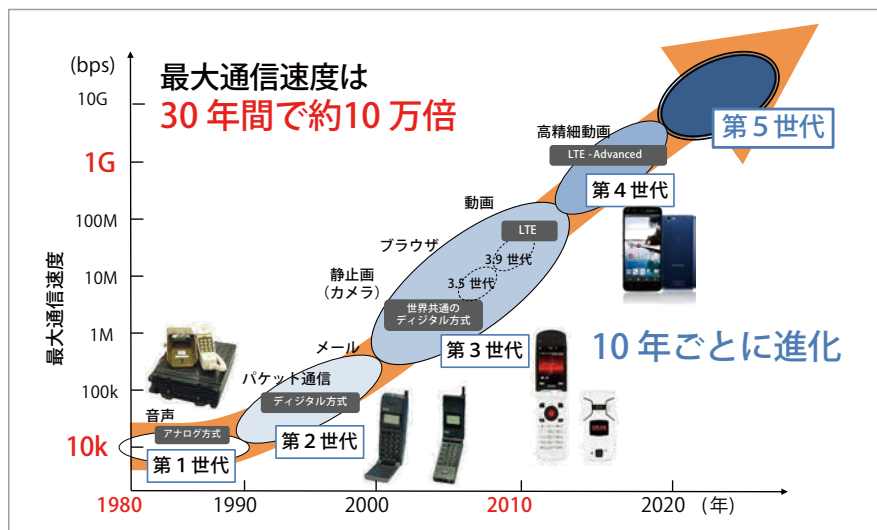 (bps)
最大通信速度は
30 年間で約10 万倍
10G
1G
100M
10M
1M
100k
10k
最大通信速度
第5世代
高精細動画
LTE -Advanced
第4世代
動画
LTE
ブラウザ
3.9 世代
3.5 世代
静止画
(カメラ)
世界共通の
ディジタル方式
第3世代
10 年ごとに進化
メール
パケット通信
ディジタル方式
第2世代
音声
アナログ方式
第1世代
1980
1990
2000
2010
2020
(年)